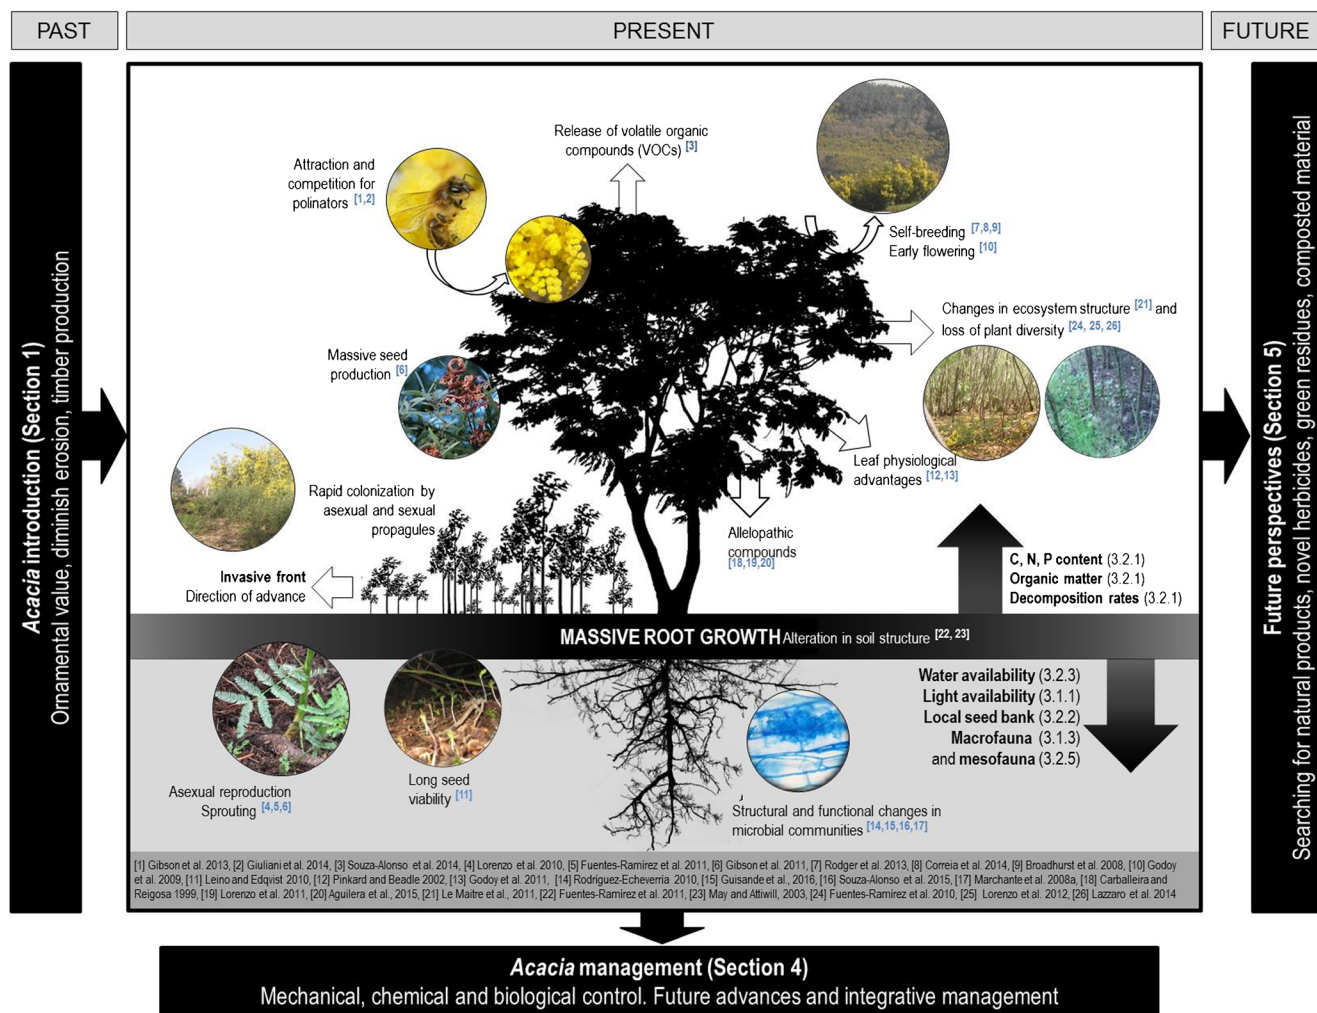 PAST
PRESENT
FUTURE
Acacia introduction (Section 1)
Ornamental value, diminish erosion, timber production
Release of volatile organic
compounds (VOCs) [3]
Attraction and
competition for
polinators [1,2]
Self-breeding [7,8,9]
Early flowering [10]
Changes in ecosystem structure [21] and
loss of plant diversity [24, 25, 26]
Massive seed
production [6]
Leaf physiological
advantages [12,13]
Rapid colonization by
asexual and sexual
propagules
Allelopathic
compounds
[18,19,20]
Invasive front
Direction of advance
C, N, P content (3.2.1)
Organic matter (3.2.1)
Decomposition rates (3.2.1)
MASSIVE ROOT GROWTH Alteration in soil structure [22, 23]
Water availability (3.2.3)
Light availability (3.1.1)
Local seed bank (3.2.2)
Macrofauna (3.1.3)
and mesofauna (3.2.5)
Asexual reproduction
Sprouting [4,5,6]
Long seed
viability [11]
Structural and functional changes in
microbial communities [14,15,16,17]
[1] Gibson et al. 2013, [2] Giuliani et al. 2014, [3] Souza-Alonso et al. 2014, [4] Lorenzo et al. 2010, [5] Fuentes-Ramírez et al. 2011, [6] Gibson et al. 2011, [7] Rodger et al. 2013, [8] Correia et al. 2014, [9] Broadhurst et al. 2008, [10] Godoy
et al. 2009, [11] Leino and Edqvist 2010, [12] Pinkard and Beadle 2002, [13] Godoy et al. 2011, [14] Rodriguez-Echeverria 2010, [15] Guisande et al., 2016, [16] Souza-Alonso et al. 2015, [17] Marchante et al. 2008a, [18] Carballeira and
Reigosa 1999, [19] Lorenzo et al. 2011, [20] Aguilera et al., 2015, [21] Le Maitre et al., 2011, [22] Fuentes-Ramírez et al. 2011, [23] May and Attiwill, 2003, [24] Fuentes-Ramírez et al. 2010, [25] Lorenzo et al. 2012, [26] Lazzaro et al. 2014
Future perspectives (Section 5)
Searching for natural products, novel herbicides, green residues, composted material
Acacia management (Section 4)
Mechanical, chemical and biological control. Future advances and integrative management